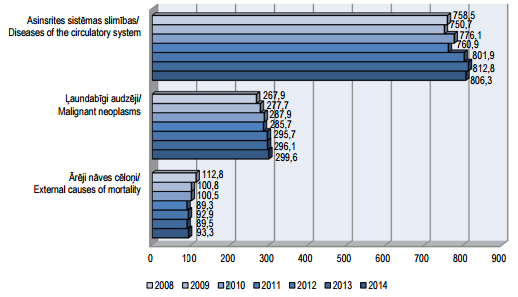 Asinsrites sistēmas slimības/
Diseases of the circulatory system
758,5
750,7
776,1
760,9
801,9
812,8
806,3
Ļaundabīgi audzēji/
Malignant neoplasms
267,9
277,7
287,9
285,7
295,7
296,1
299,6
Ārēji nāves cēloņi/
External causes of mortality
112,8
100,8
100,5
89,3
92,9
89,5
93,3
0 100 200 300 400 500 600 700 800 900
2008 2009 2010 2011 2012 2013 2014